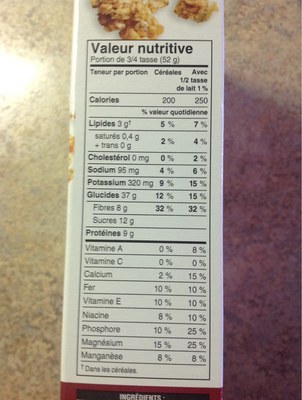 Valeur nutritive
Portion de 3/4 tasse (52 g)
Teneur par portion Céréales Avec
1/2 tasse
de lait 1 %
Calories 200 250
% valeur quotidienne
Lipides 3 g† 5 % 7 %
saturés 0,4 g
+ trans 0 g 2 % 4 %
Cholestérol 0 mg 0 % 2 %
Sodium 95 mg 4 % 6 %
Potassium 320 mg 9 % 15 %
Glucides 37 g 12 % 15 %
Fibres 8 g 32 % 32 %
Sucres 12 g
Protéines 9 g
Vitamine A 0 % 8 %
Vitamine C 0 % 0 %
Calcium 2 % 15 %
Fer 10 % 10 %
Vitamine E 10 % 10 %
Niacine 8 % 10 %
Phosphore 10 % 25 %
Magnésium 15 % 25 %
Manganèse 8 % 8 %
† Dans les céréales.
INGRÉDIENTS :